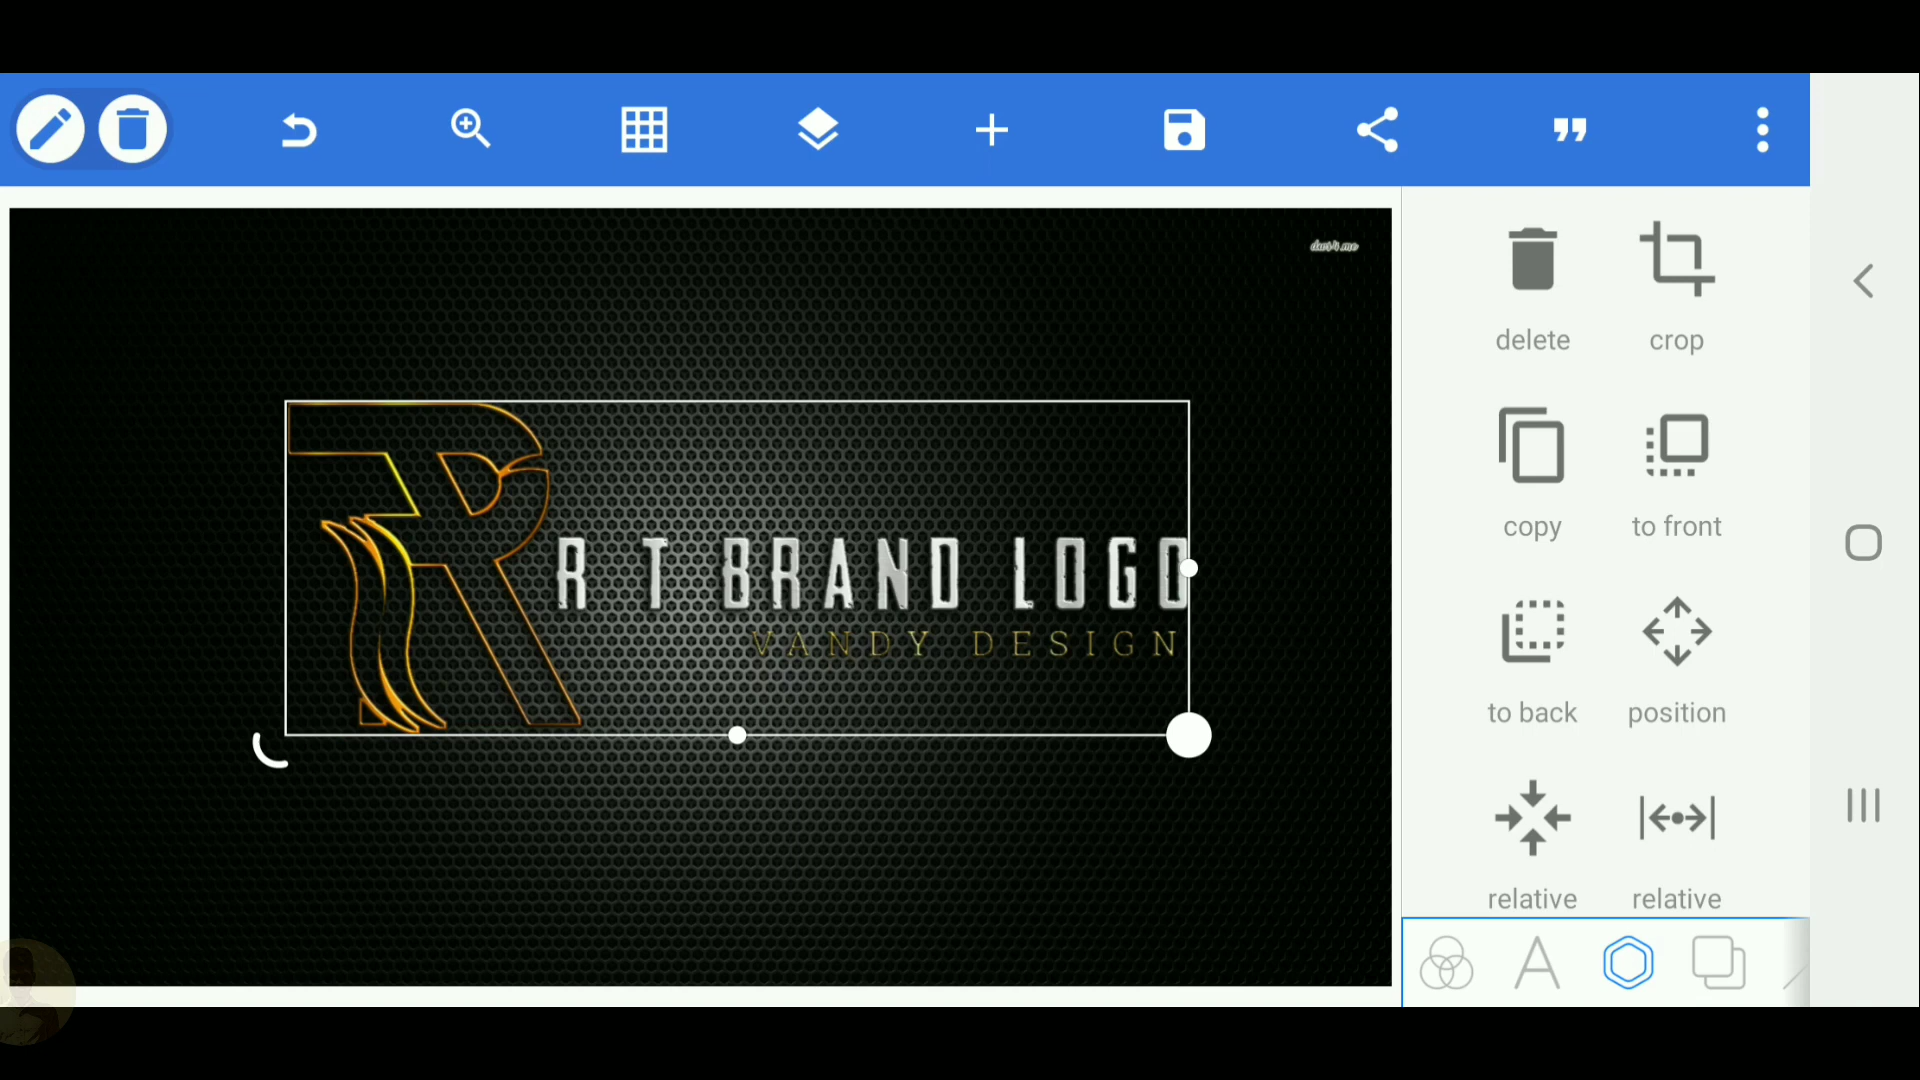 R T BRAND LOGO
VANDY DESIGN
delete
crop
copy
to front
to back
position
relative
relative